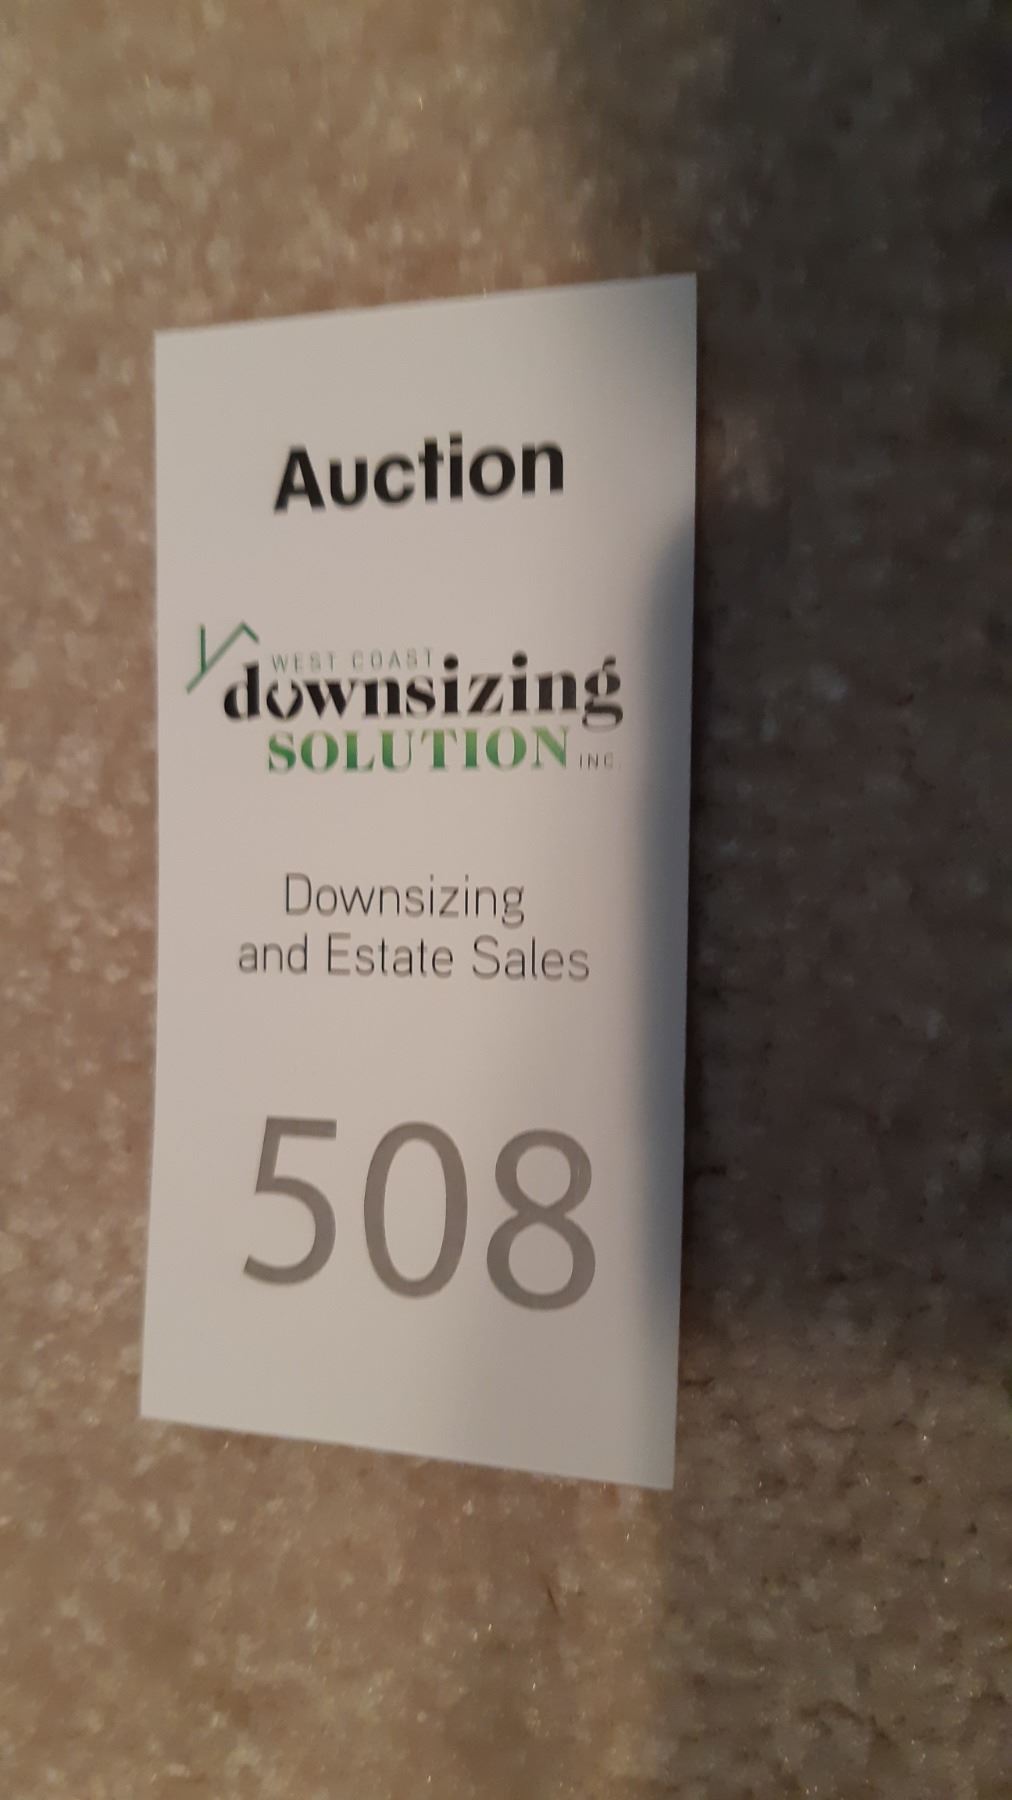 Auction
WEST COAST
downsizing
SOLUTION INC.
Downsizing
and Estate Sales
508